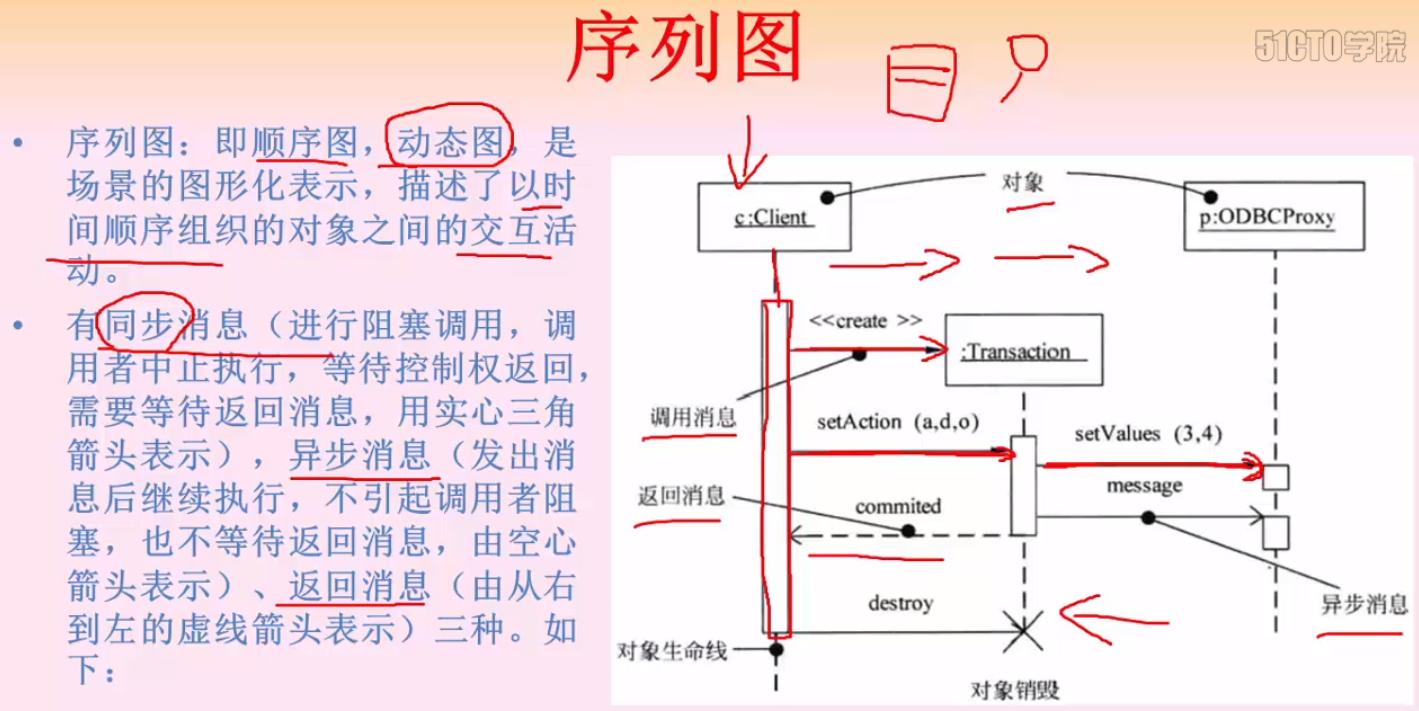 序列图
51CTO学院
• 序列图：即顺序图，动态图，是
场景的图形化表示，描述了以时
间顺序组织的对象之间的交互活
动。
• 有同步消息（进行阻塞调用，调
用者中止执行，等待控制权返回，
需要等待返回消息，用实心三角
箭头表示），异步消息（发出消
息后继续执行，不引起调用者阻
塞，也不等待返回消息，由空心
箭头表示）、返回消息（由从右
到左的虚线箭头表示）三种。如
下：
对象
c:Client
p:ODBCProxy
<<create >>
:Transaction
调用消息
setAction (a,d,o)
setValues (3,4)
返回消息
commited
message
destroy
异步消息
对象生命线
对象销毁